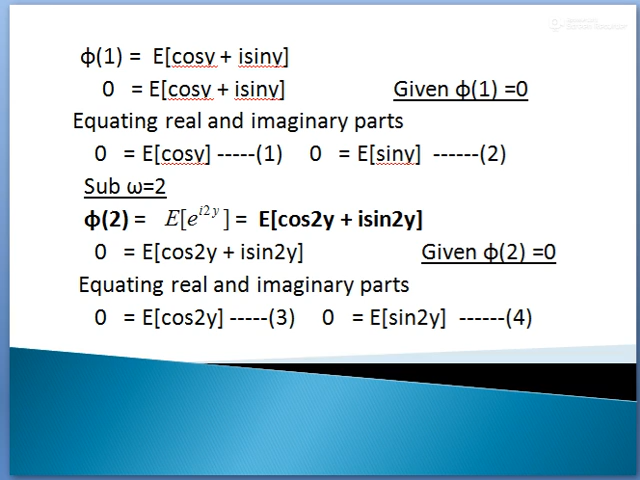 ϕ(1) = E[cosy + isiny]
0 = E[cosy + isiny] Given ϕ(1) =0
Equating real and imaginary parts
0 = E[cosy] -----(1) 0 = E[siny] ------(2)
Sub ω=2
ϕ(2) = E[e^{i2y}] = E[cos2y + isin2y]
0 = E[cos2y + isin2y] Given ϕ(2) =0
Equating real and imaginary parts
0 = E[cos2y] -----(3) 0 = E[sin2y] ------(4)